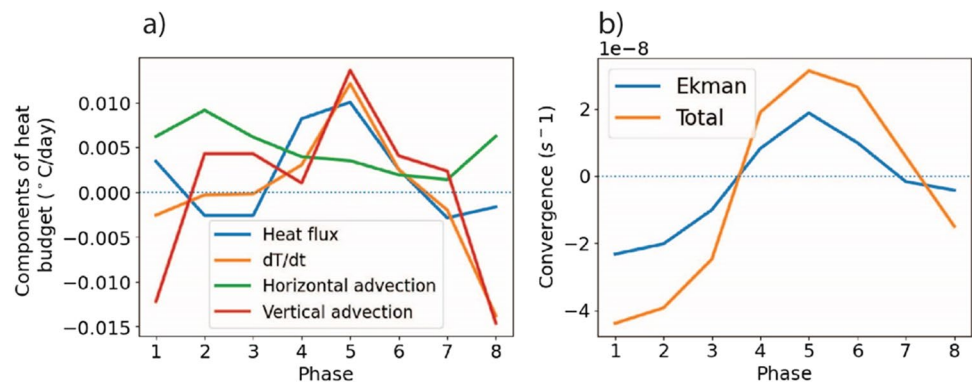 a)
Components of heat
budget (°C/day)
0.010
0.005
0.000
−0.005
−0.010
−0.015
Heat flux
dT/dt
Horizontal advection
Vertical advection
1 2 3 4 5 6 7 8
Phase
b)
1e−8
Convergence (s⁻1)
2
0
−2
−4
Ekman
Total
1 2 3 4 5 6 7 8
Phase